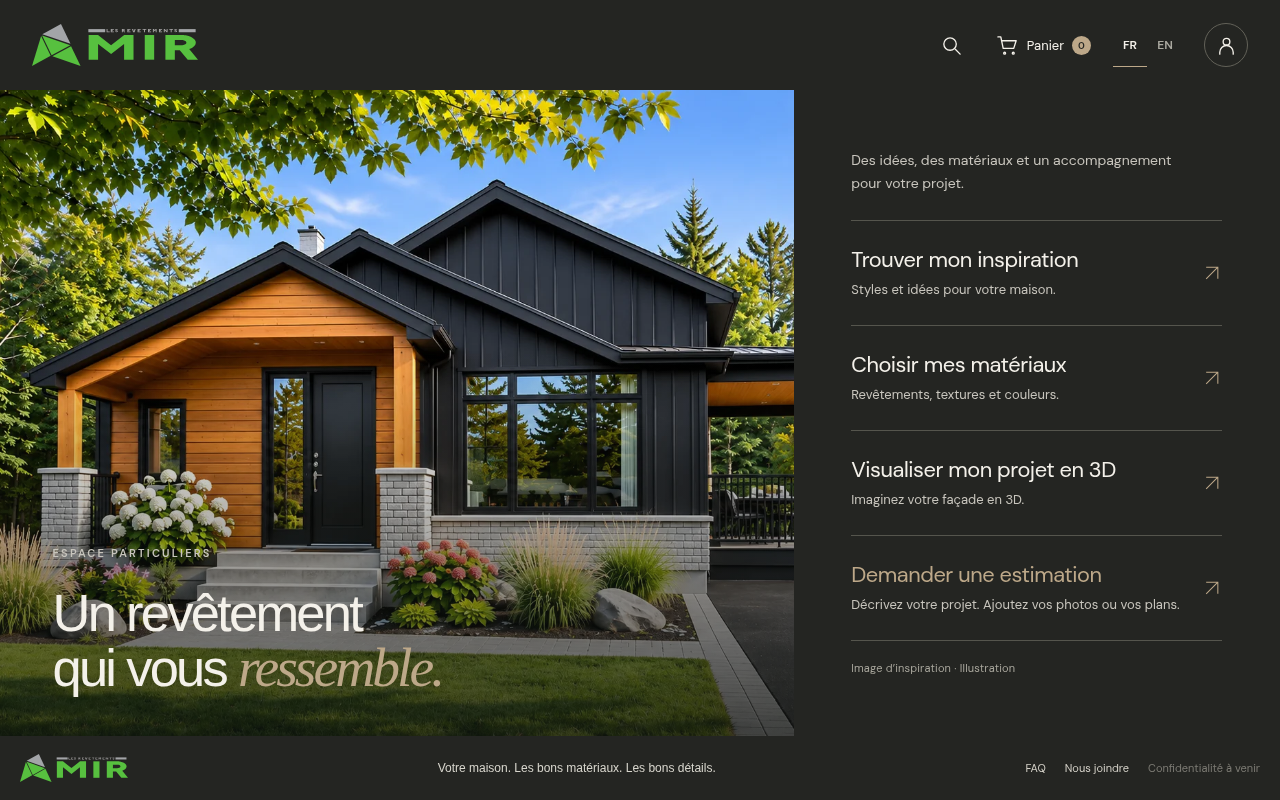 LES REVÊTEMENTS
MIR
Panier 0
FR EN
Des idées, des matériaux et un accompagnement
pour votre projet.
Trouver mon inspiration
Styles et idées pour votre maison.
Choisir mes matériaux
Revêtements, textures et couleurs.
Visualiser mon projet en 3D
Imaginez votre façade en 3D.
Demander une estimation
Décrivez votre projet. Ajoutez vos photos ou vos plans.
Image d’inspiration · Illustration
ESPACE PARTICULIERS
Un revêtement
qui vous ressemble.
LES REVÊTEMENTS
MIR
Votre maison. Les bons matériaux. Les bons détails.
FAQ Nous joindre Confidentialité à venir